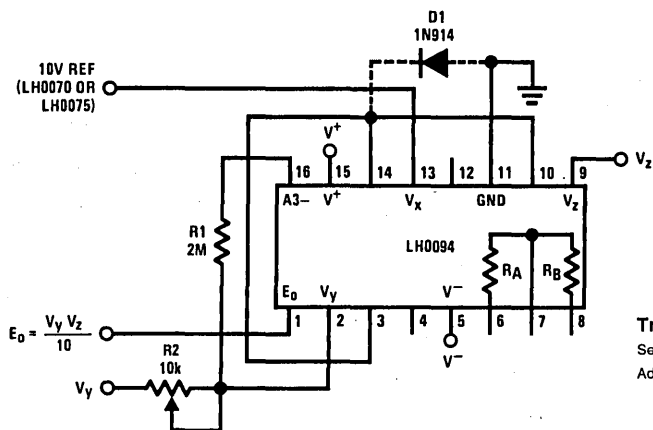 D1
1N914
10V REF
(LH0070 OR
LH0075)
V+
16 15 14 13 12 11 10 9
A3− V+ Vx GND Vz
Vz
R1
2M
LH0094
RA RB
Eo Vy V−
1 2 3 4 5 6 7 8
Eo = Vy Vz / 10
R2
10k
Vy
V−
Tr
Se
Ad